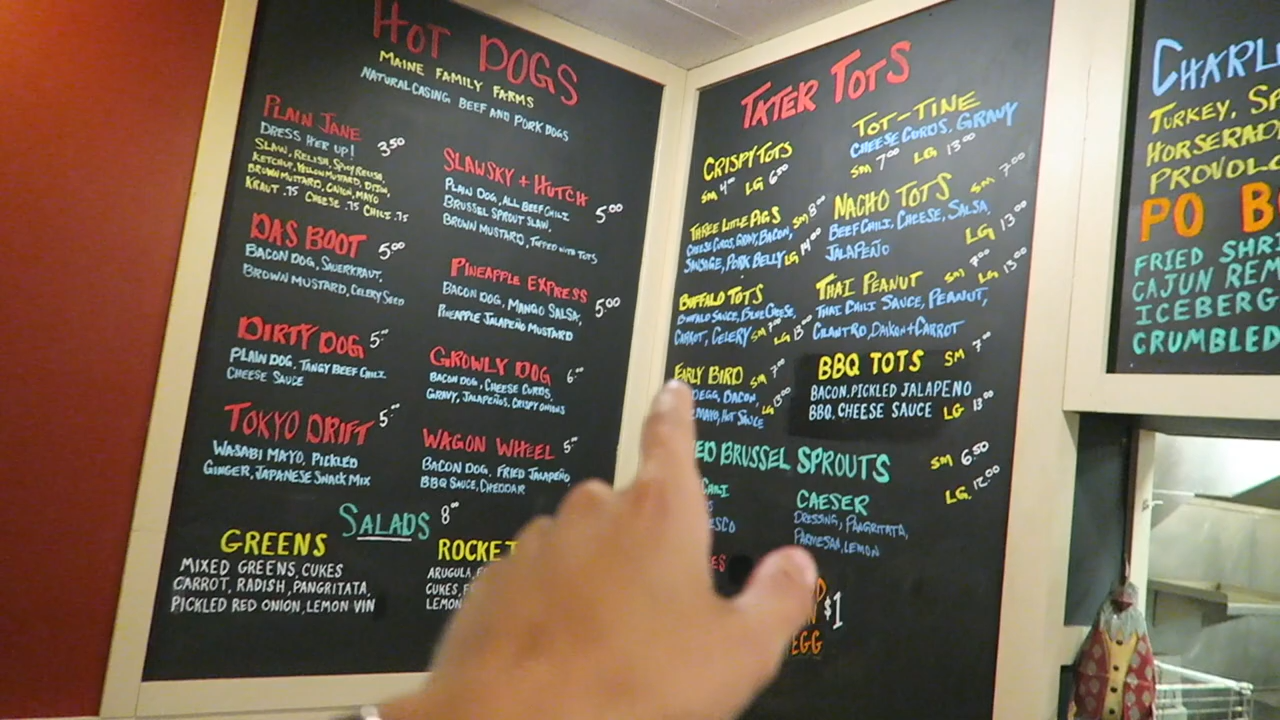 HOT DOGS
MAINE FAMILY FARMS
NATURAL CASING BEEF AND PORK DOGS
PLAIN JANE 3.50
DRESS HER UP!
SLAW, RELISH, SPICY RELISH,
KETCHUP, YELLOW MUSTARD, DIJON,
BROWN MUSTARD, ONION, MAYO
KRAUT .75 CHEESE .75 CHILI .75
DAS BOOT 5.00
BACON DOG, SAUERKRAUT,
BROWN MUSTARD, CELERY SEED
DIRTY DOG 5
PLAIN DOG, TANGY BEEF CHILI
CHEESE SAUCE
TOKYO DRIFT 5
WASABI MAYO, PICKLED
GINGER, JAPANESE SNACK MIX
SLAWSKY + HUTCH 5.00
PLAIN DOG, ALL BEEF CHILI
BRUSSEL SPROUT SLAW,
BROWN MUSTARD, TOPPED WITH TOTS
PINEAPPLE EXPRESS 5.00
BACON DOG, MANGO SALSA,
PINEAPPLE JALAPEÑO MUSTARD
GROWLY DOG 6
BACON DOG, CHEESE CURDS,
GRAVY, JALAPEÑOS, CRISPY ONIONS
WAGON WHEEL 5
BACON DOG, FRIED JALAPEÑO
BBQ SAUCE, CHEDDAR
SALADS 8
GREENS
MIXED GREENS, CUKES
CARROT, RADISH, PANGRITATA,
PICKLED RED ONION, LEMON VIN
ROCKET
ARUGULA,
CUKES,
LEMON
TATER TOTS
CRISPY TOTS
SM 4.00 LG 6.50
THREE LITTLE PIGS SM 8.00
CHEESE CURDS, GRAVY, BACON,
SAUSAGE, PORK BELLY LG 14.00
BUFFALO TOTS
BUFFALO SAUCE, BLUE CHEESE,
CARROT, CELERY SM 7.00 LG 13.00
EARLY BIRD SM 7.00
EGG, BACON,
MAYO, HOT SAUCE LG 13.00
TOT-TINE
CHEESE CURDS, GRAVY
SM 7.00 LG 13.00
NACHO TOTS SM 7.00
BEEF CHILI, CHEESE, SALSA, LG 13.00
JALAPEÑO
THAI PEANUT SM 7.00 LG 13.00
THAI CHILI SAUCE, PEANUT,
CILANTRO, DAIKON + CARROT
BBQ TOTS SM 7.00
BACON, PICKLED JALAPENO
BBQ, CHEESE SAUCE LG 13.00
BRUSSEL SPROUTS SM 6.50
LG. 12.00
CAESER
DRESSING, PANGRITATA,
PARMESAN, LEMON
$1
EGG
CHARL
TURKEY,
HORSERAD
PROVOLO
PO B
FRIED SHRI
CAJUN REM
ICEBERG
CRUMBLED